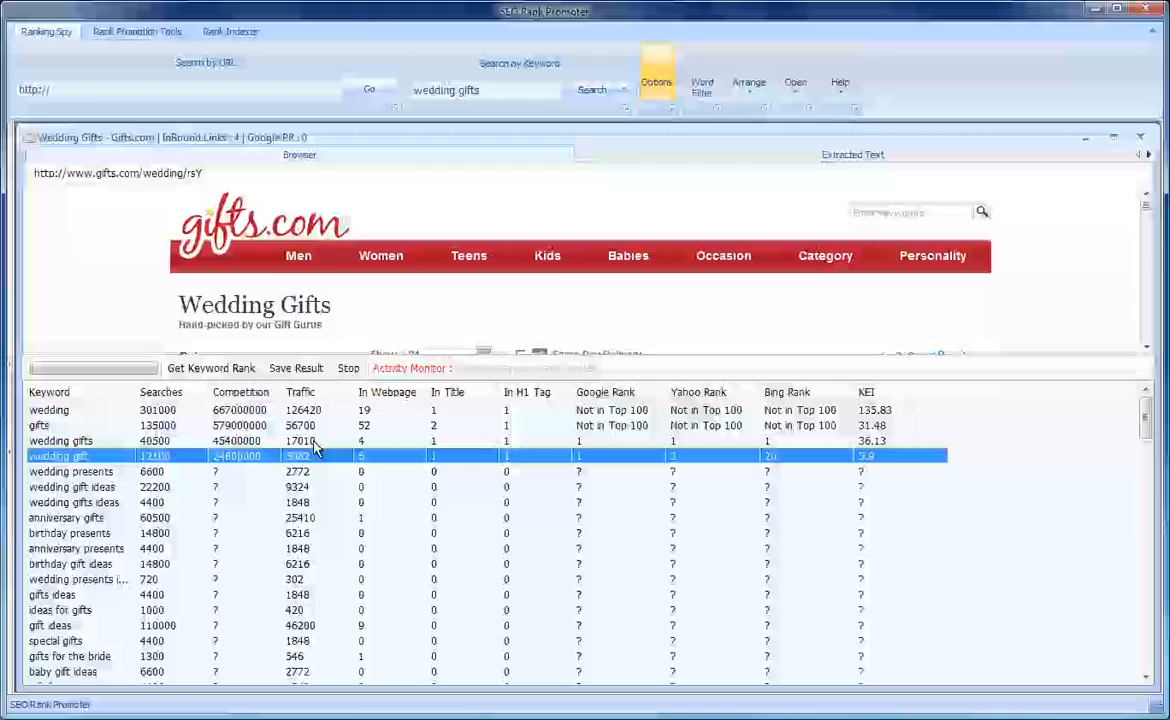 SEO Rank Promoter
Ranking Spy Rank Promotion Tools Rank Indexer
Search by URL Search by Keyword
http:// Go wedding gifts Search Options Word Filter Arrange Open Help
Wedding Gifts - Gifts.com | InBound Links : 4 | Google PR : 0
Browser Extracted Text
http://www.gifts.com/wedding/rsY
gifts.com Enter keywords
Men Women Teens Kids Babies Occasion Category Personality
Wedding Gifts
Hand-picked by our Gift Gurus
Get Keyword Rank Save Result Stop Activity Monitor :
Keyword Searches Competition Traffic In Webpage In Title In H1 Tag Google Rank Yahoo Rank Bing Rank KEI
wedding 301000 667000000 126420 19 1 1 Not in Top 100 Not in Top 100 Not in Top 100 135.83
gifts 135000 579000000 56700 52 2 1 Not in Top 100 Not in Top 100 Not in Top 100 31.48
wedding gifts 40500 45400000 17010 4 1 1 1 1 1 36.13
wedding gift 24800000 6 1 1 1 20
wedding presents 6600 ? 2772 0 0 0 ? ? ? ?
wedding gift ideas 22200 ? 9324 0 0 0 ? ? ? ?
wedding gifts ideas 4400 ? 1848 0 0 0 ? ? ? ?
anniversary gifts 60500 ? 25410 1 0 0 ? ? ? ?
birthday presents 14800 ? 6216 0 0 0 ? ? ? ?
anniversary presents 4400 ? 1848 0 0 0 ? ? ? ?
birthday gift ideas 14800 ? 6216 0 0 0 ? ? ? ?
wedding presents i... 720 ? 302 0 0 0 ? ? ? ?
gifts ideas 4400 ? 1848 0 0 0 ? ? ? ?
ideas for gifts 1000 ? 420 0 0 0 ? ? ? ?
gift ideas 110000 ? 46200 9 0 0 ? ? ? ?
special gifts 4400 ? 1848 0 0 0 ? ? ? ?
gifts for the bride 1300 ? 546 1 0 0 ? ? ? ?
baby gift ideas 6600 ? 2772 0 0 0 ? ? ? ?
SEO Rank Promoter